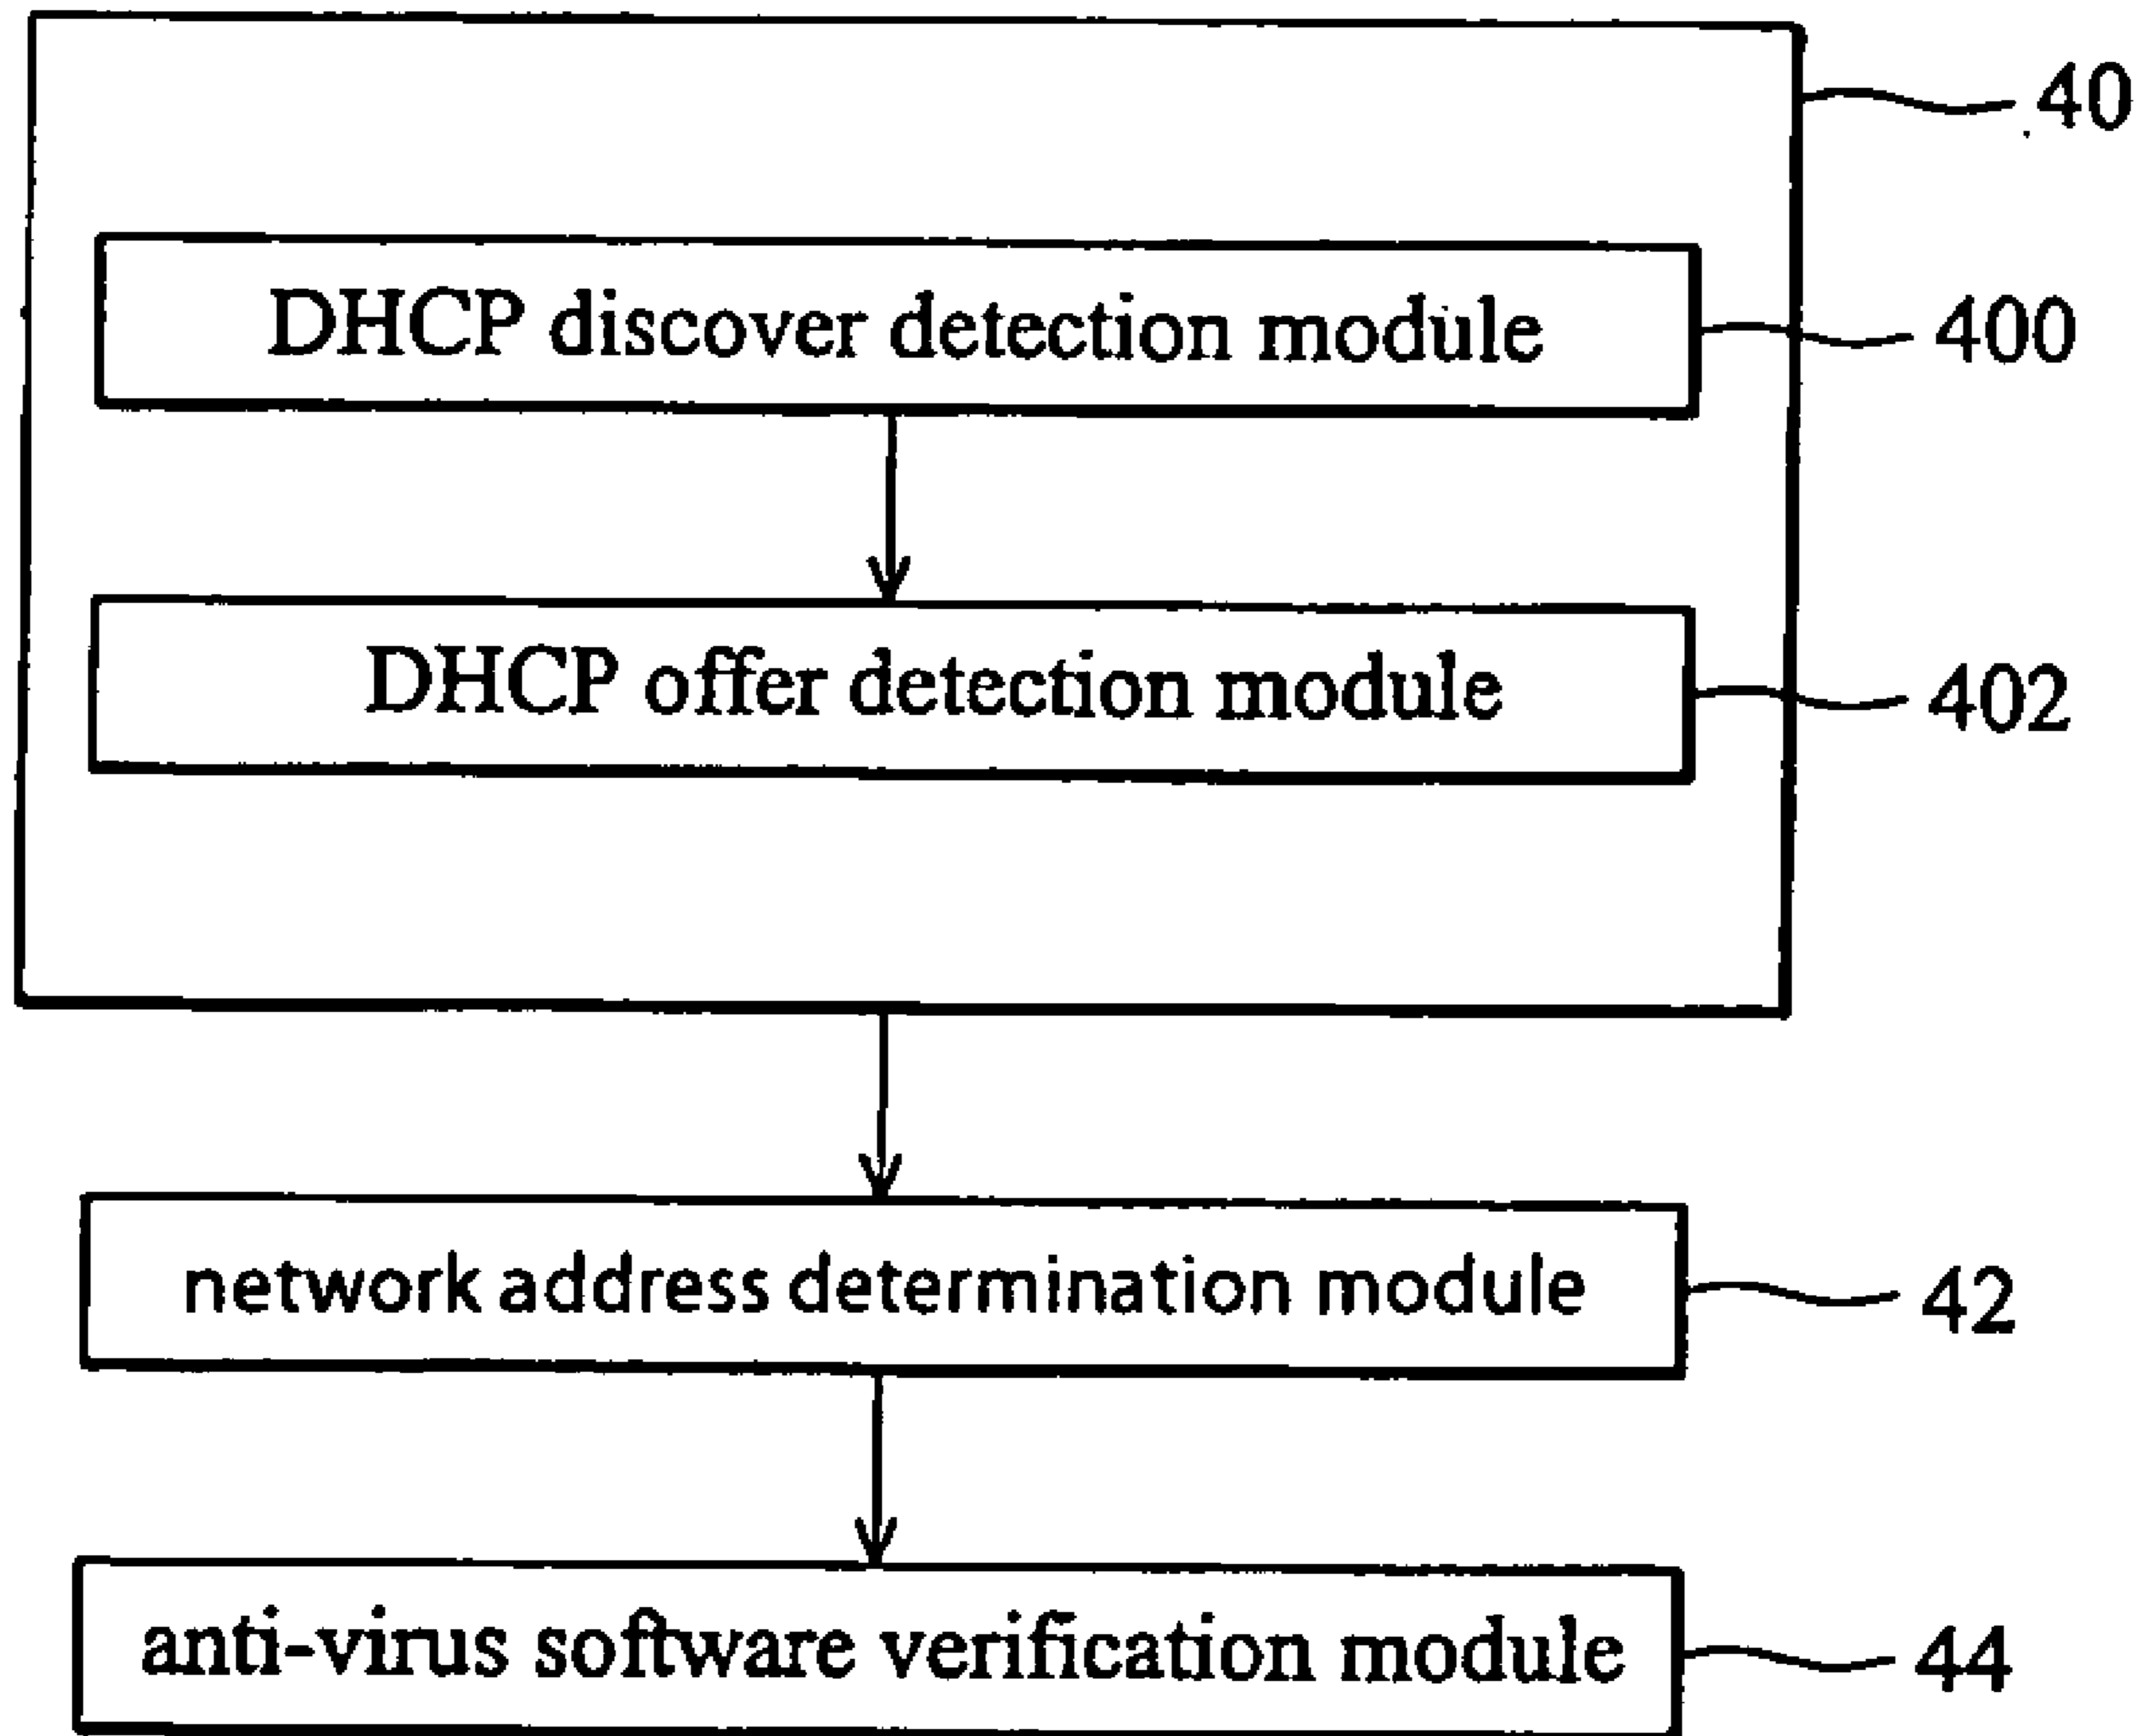 40
DHCP discover detection module
400
DHCP offer detection module
402
network address determination module
42
anti-virus software verification module
44